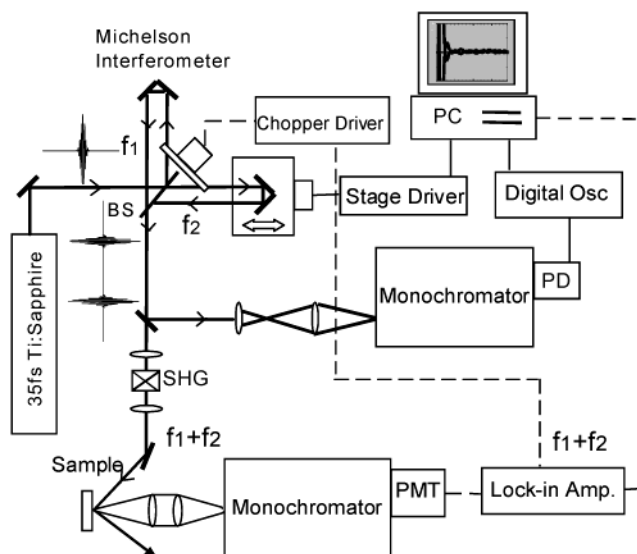 Michelson
Interferometer
f1
Chopper Driver
PC
BS
f2
Stage Driver
Digital Osc
35fs Ti:Sapphire
Monochromator
PD
SHG
f1+f2
f1+f2
Sample
Monochromator
PMT
Lock-in Amp.